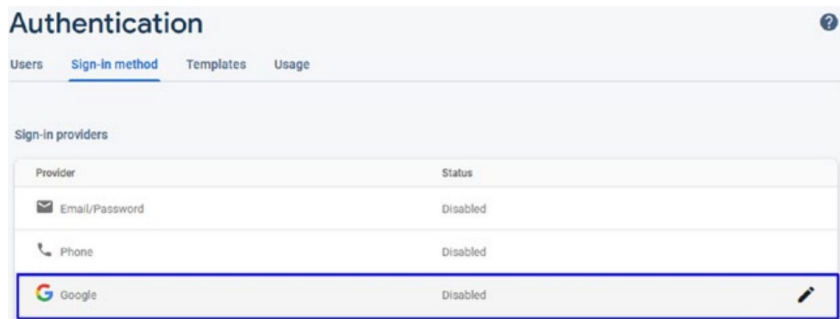 Authentication
Users Sign-in method Templates Usage
Sign-in providers
Provider Status
Email/Password Disabled
Phone Disabled
Google Disabled